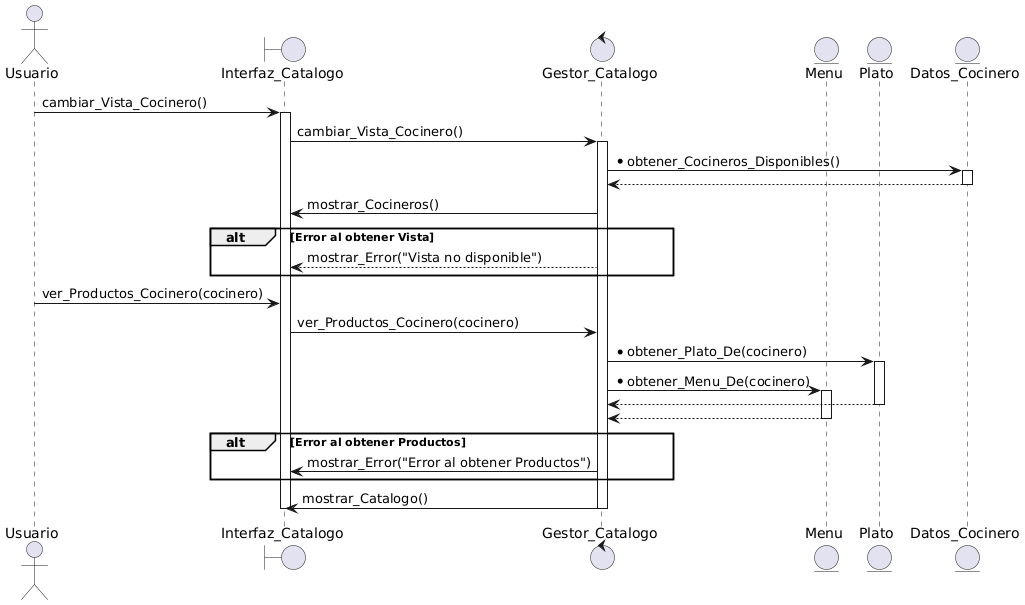 Usuario
Interfaz_Catalogo
Gestor_Catalogo
Menu
Plato
Datos_Cocinero
cambiar_Vista_Cocinero()
cambiar_Vista_Cocinero()
• obtener_Cocineros_Disponibles()
mostrar_Cocineros()
alt [Error al obtener Vista]
mostrar_Error("Vista no disponible")
ver_Productos_Cocinero(cocinero)
ver_Productos_Cocinero(cocinero)
• obtener_Plato_De(cocinero)
• obtener_Menu_De(cocinero)
alt [Error al obtener Productos]
mostrar_Error("Error al obtener Productos")
mostrar_Catalogo()
Usuario
Interfaz_Catalogo
Gestor_Catalogo
Menu
Plato
Datos_Cocinero